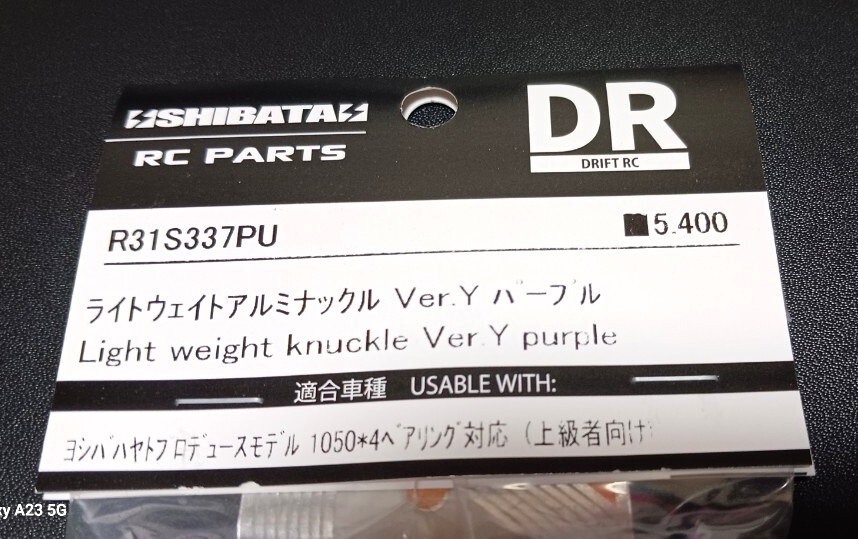 SHIBATA
RC PARTS
DR
DRIFT RC
R31S337PU
5.400
ライトウェイトアルミナックル Ver.Y パープル
Light weight knuckle Ver.Y purple
適合車種 USABLE WITH:
ヨシバハヤトプロデュースモデル 1050*4ベアリング対応（上級者向け
xy A23 5G